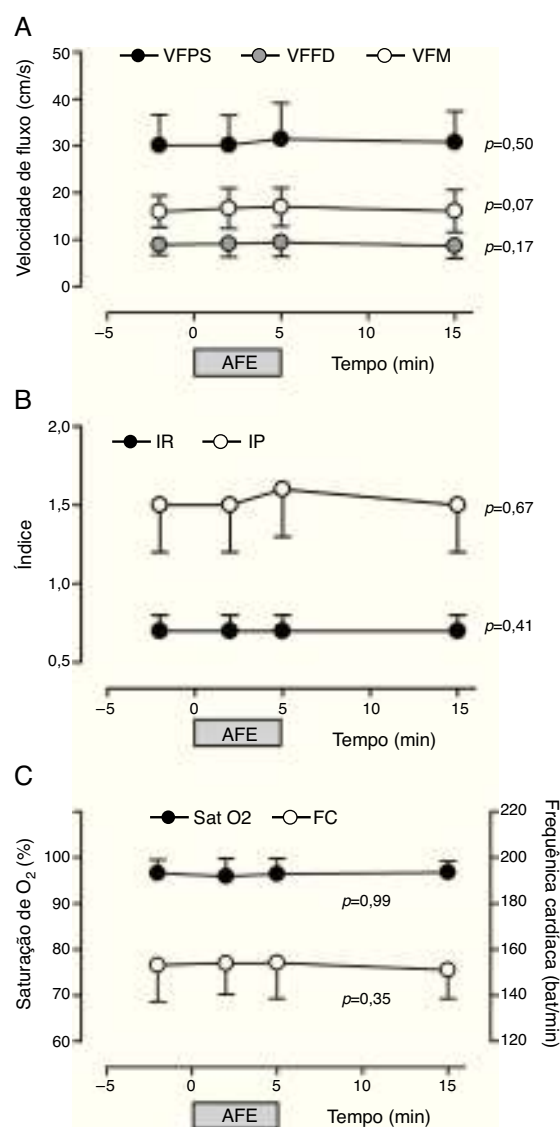 A
VFPS VFFD VFM
Velocidade de fluxo (cm/s)
50
40
30
20
10
0
p=0,50
p=0,07
p=0,17
–5 0 5 10 15
AFE Tempo (min)
B
IR IP
Índice
2,0
1,5
1,0
0,5
p=0,67
p=0,41
–5 0 5 10 15
AFE Tempo (min)
C
Sat O2 FC
Saturação de O2 (%)
100
90
80
70
60
p=0,99
p=0,35
220
200
180
160
140
120
Frequênica cardíaca (bat/min)
–5 0 5 10 15
AFE Tempo (min)